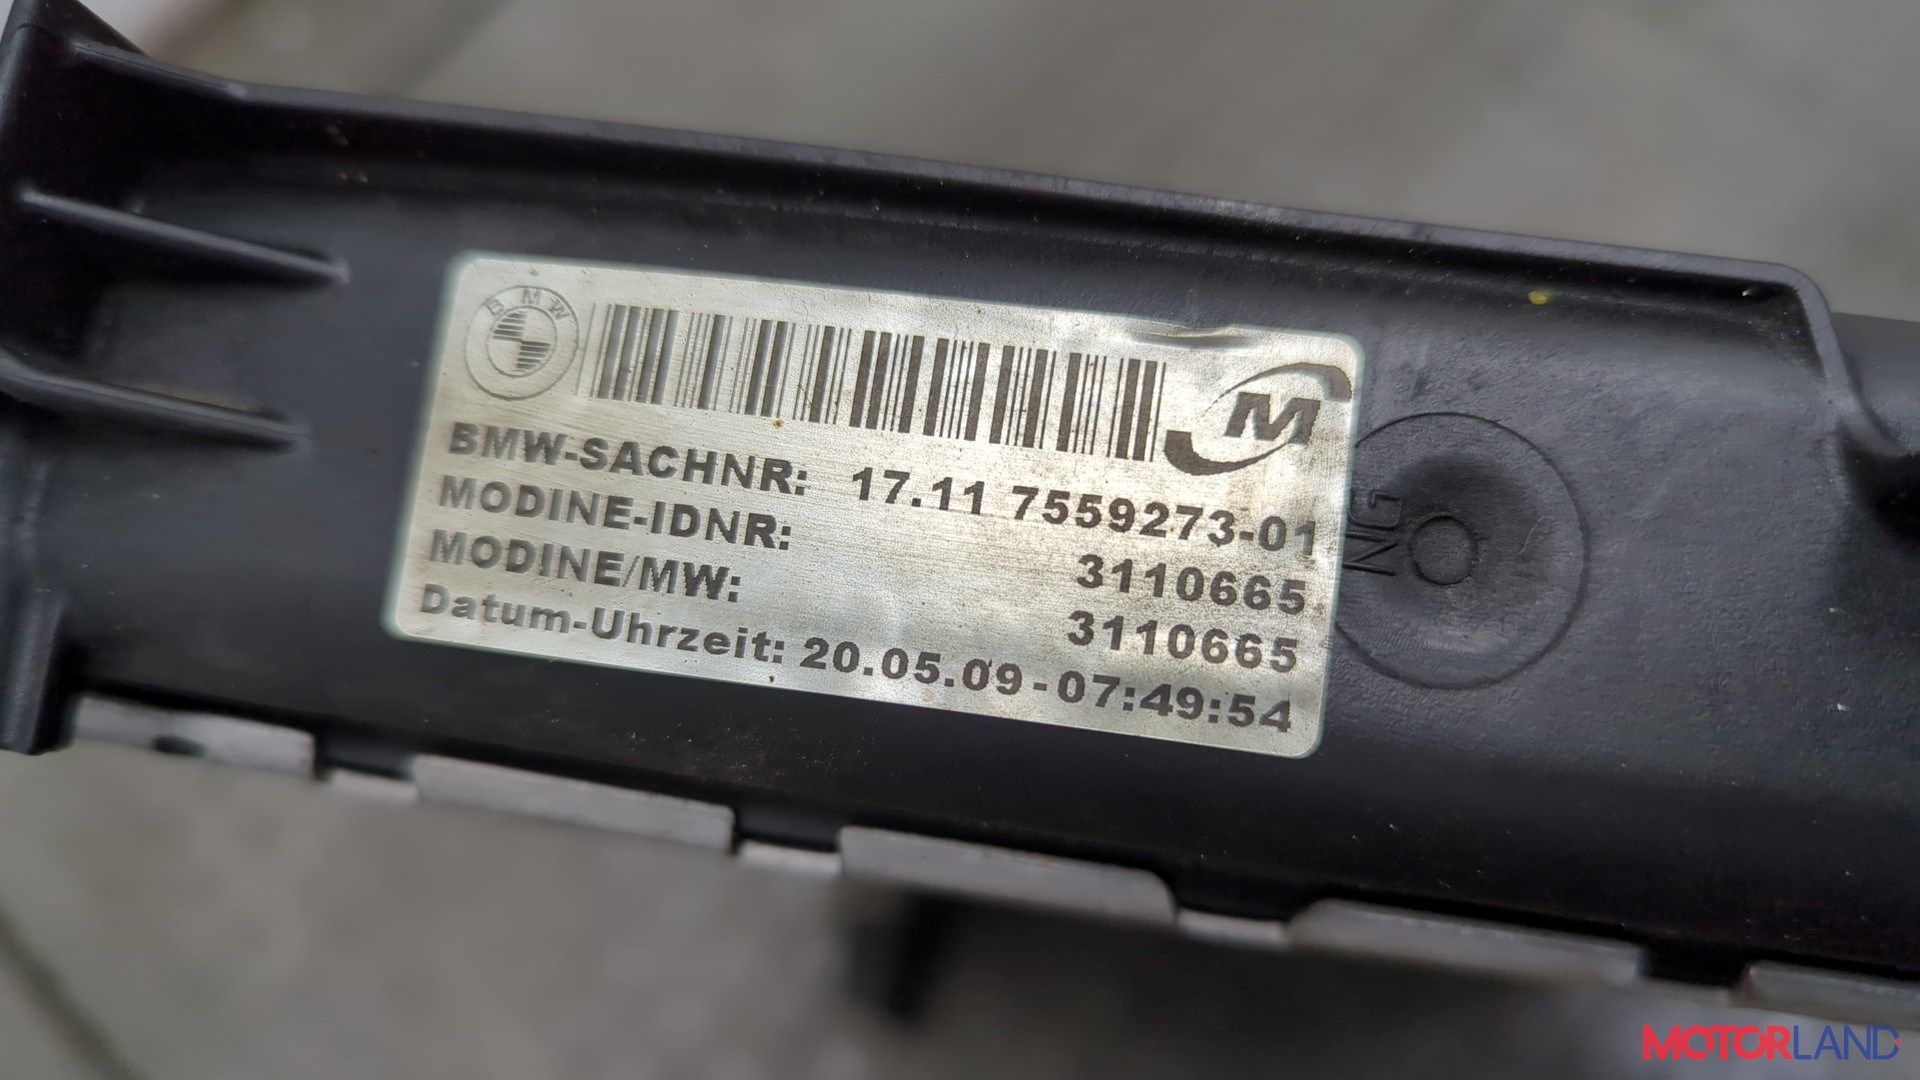 BMW
M
BMW-SACHNR: 17.11 7559273-01
MODINE-IDNR: 3110665
MODINE/MW: 3110665
Datum-Uhrzeit: 20.05.09-07:49:54
MOTORLAND